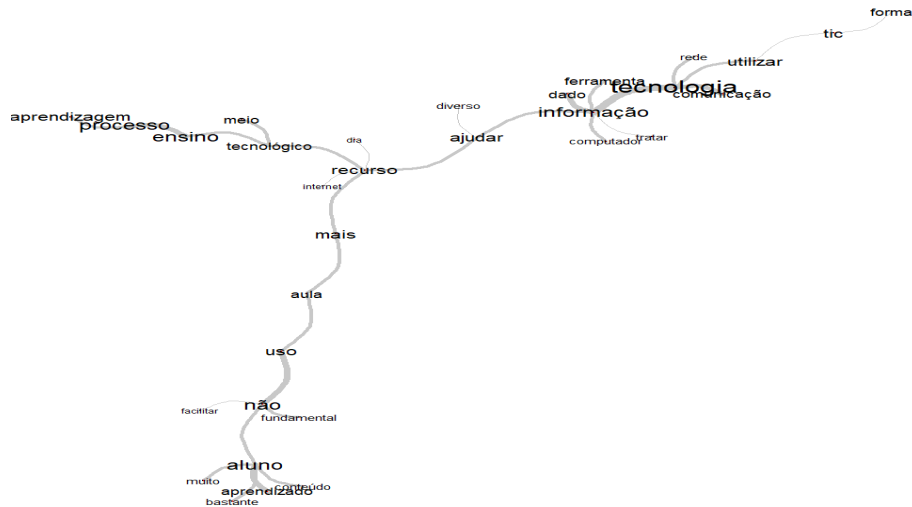 forma
tic
rede
utilizar
ferramenta
tecnologia
dado
comunicação
diverso
informação
aprendizagem
processo
meio
ensino
ajudar
tratar
computador
dia
tecnológico
recurso
internet
mais
aula
uso
não
facilitar
fundamental
aluno
muito
conteúdo
aprendizado
bastante